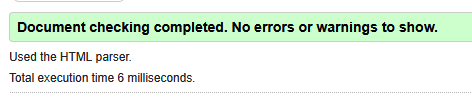 Document checking completed. No errors or warnings to show.
Used the HTML parser.
Total execution time 6 milliseconds.